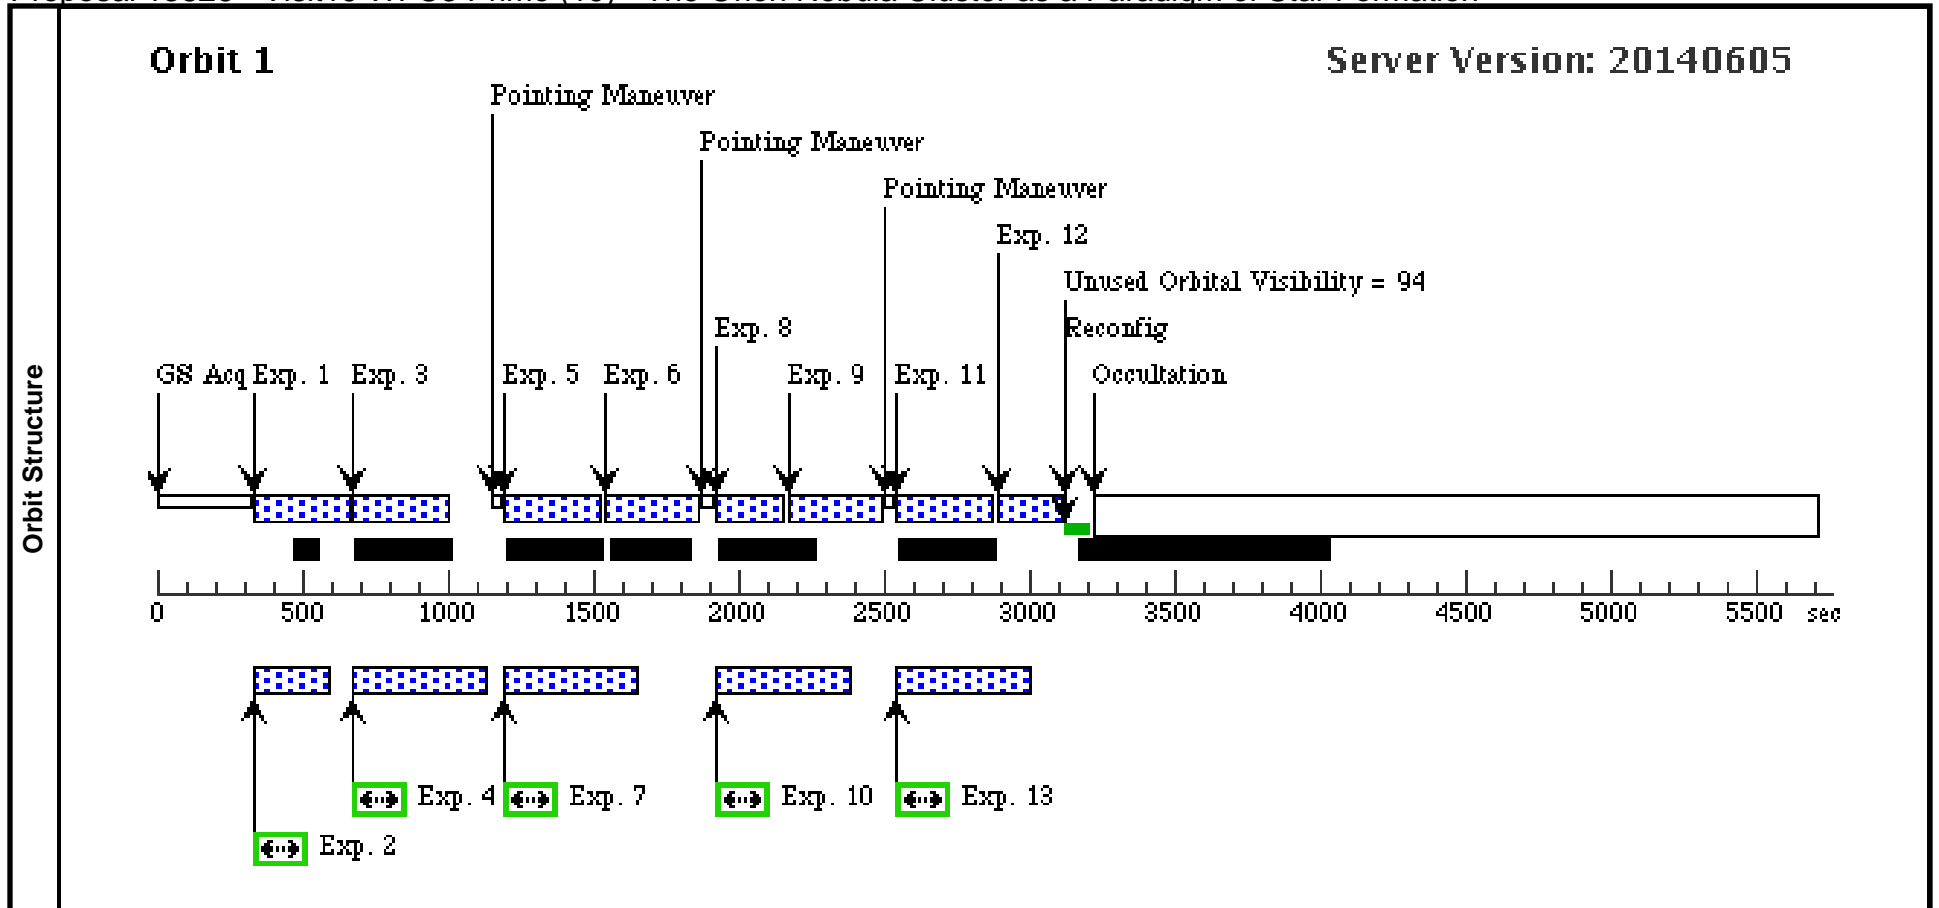 Orbit 1
Server Version: 20140605
Pointing Maneuver
Pointing Maneuver
Pointing Maneuver
Exp. 12
Unused Orbital Visibility = 94
Exp. 8
Reconfig
GS Acq
Exp. 1
Exp. 3
Exp. 5
Exp. 6
Exp. 9
Exp. 11
Occultation
Orbit Structure
0 500 1000 1500 2000 2500 3000 3500 4000 4500 5000 5500 sec
Exp. 4
Exp. 7
Exp. 10
Exp. 13
Exp. 2